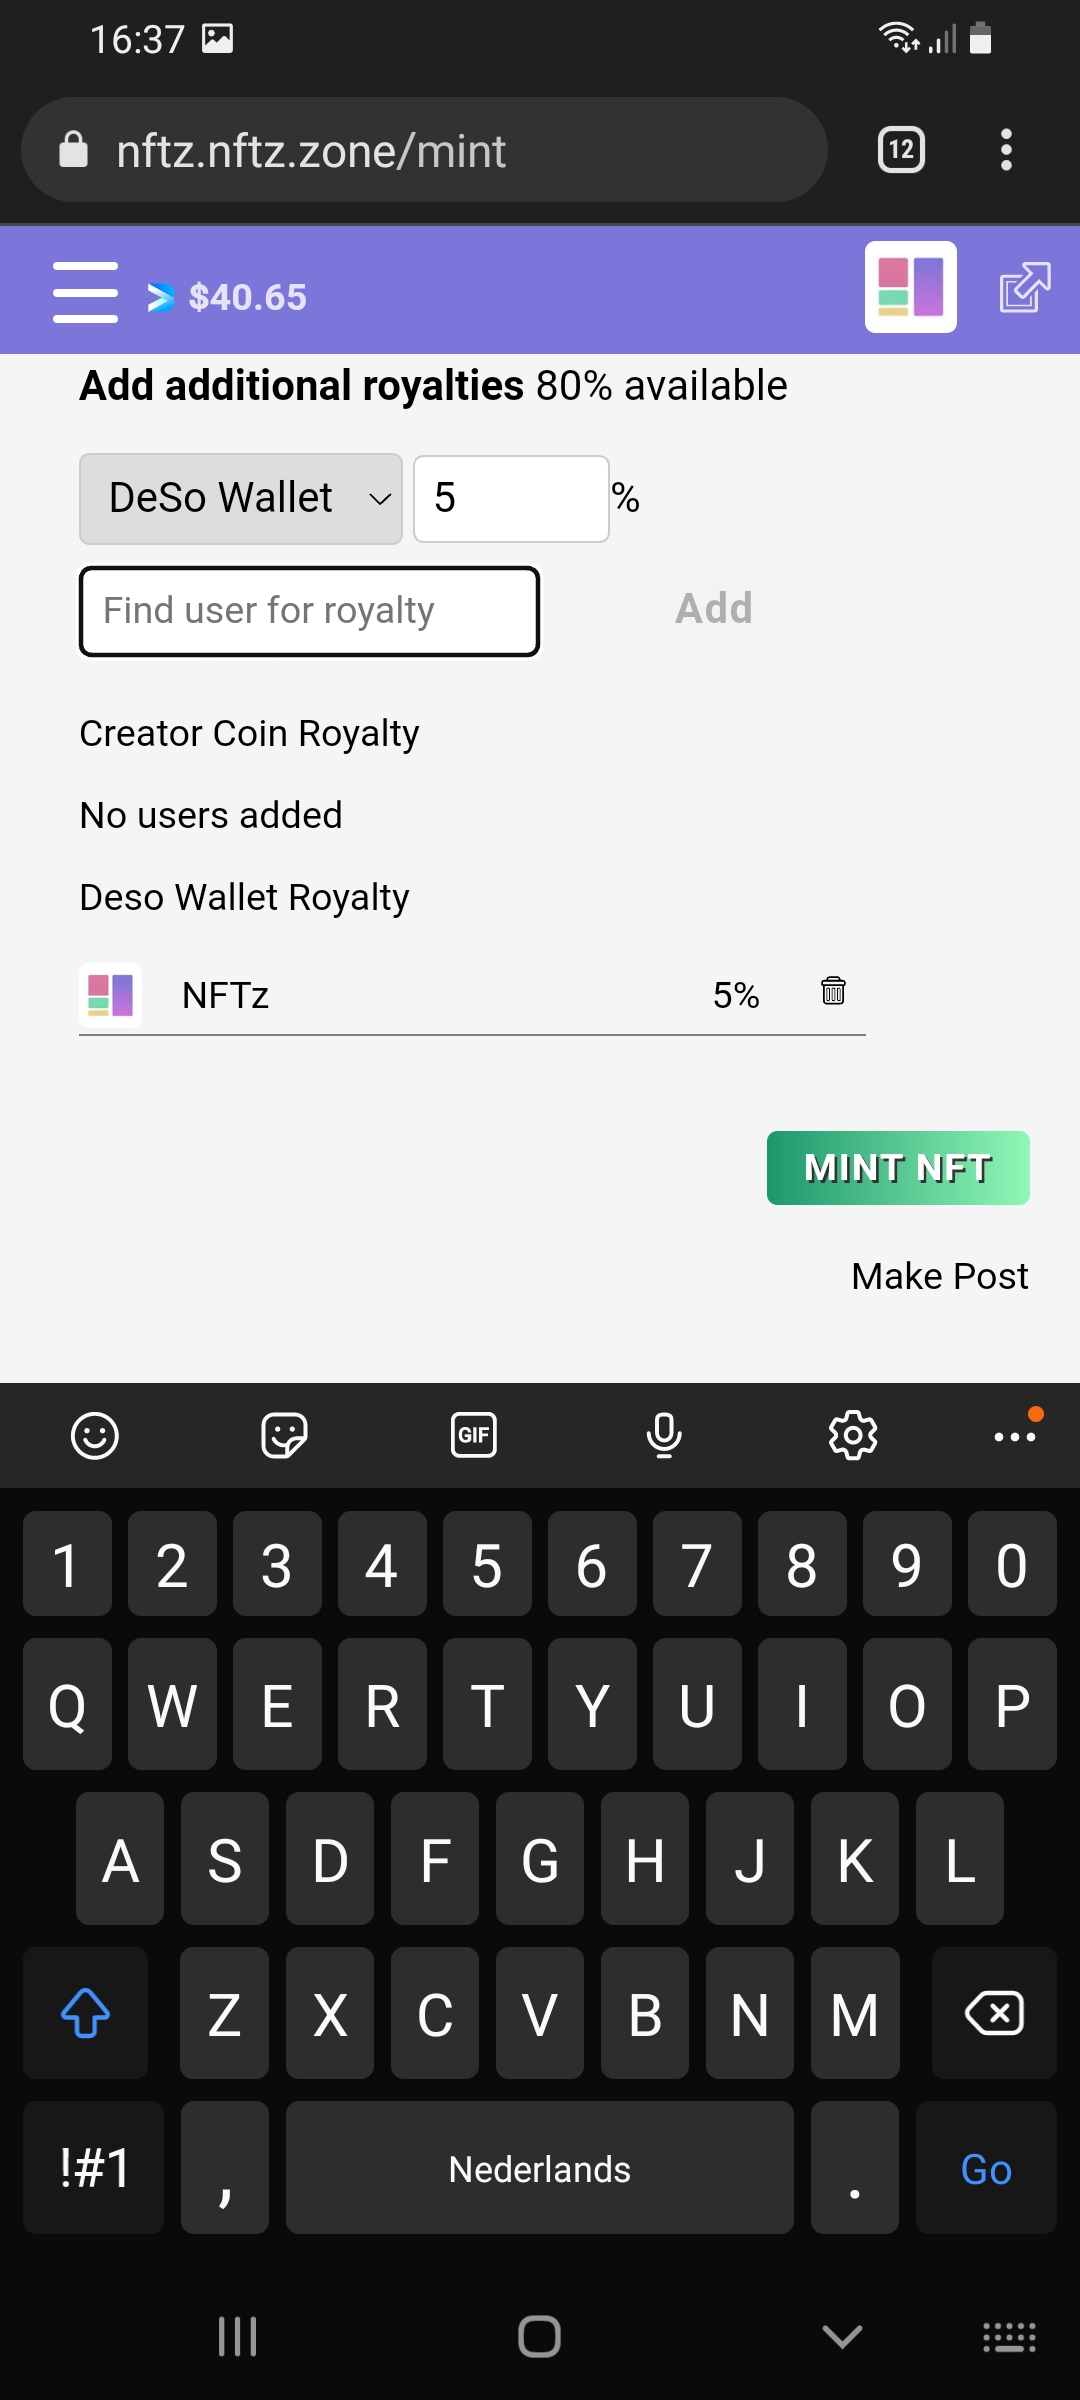 16:37
nftz.nftz.zone/mint
12
$40.65
Add additional royalties 80% available
DeSo Wallet 5 %
Find user for royalty Add
Creator Coin Royalty
No users added
Deso Wallet Royalty
NFTz 5%
MINT NFT
Make Post
GIF
1 2 3 4 5 6 7 8 9 0
Q W E R T Y U I O P
A S D F G H J K L
Z X C V B N M
!#1 , Nederlands . Go